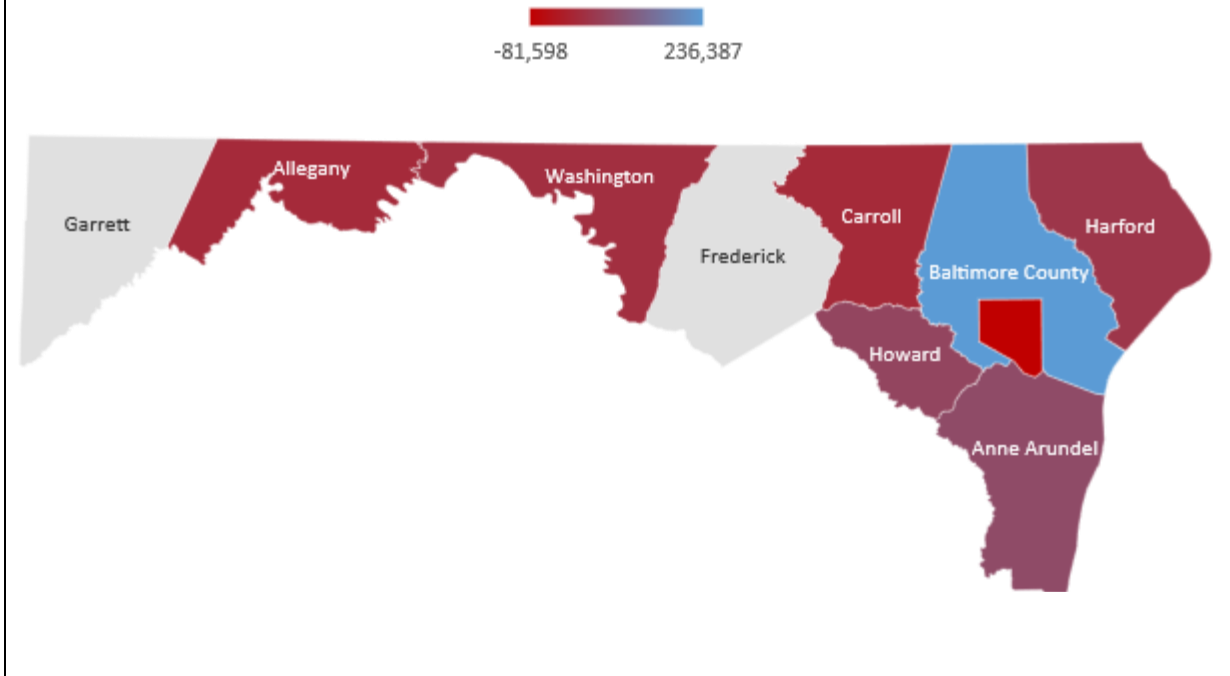 -81,598 236,387
Allegany
Washington
Garrett
Carroll
Harford
Frederick
Baltimore County
Howard
Anne Arundel